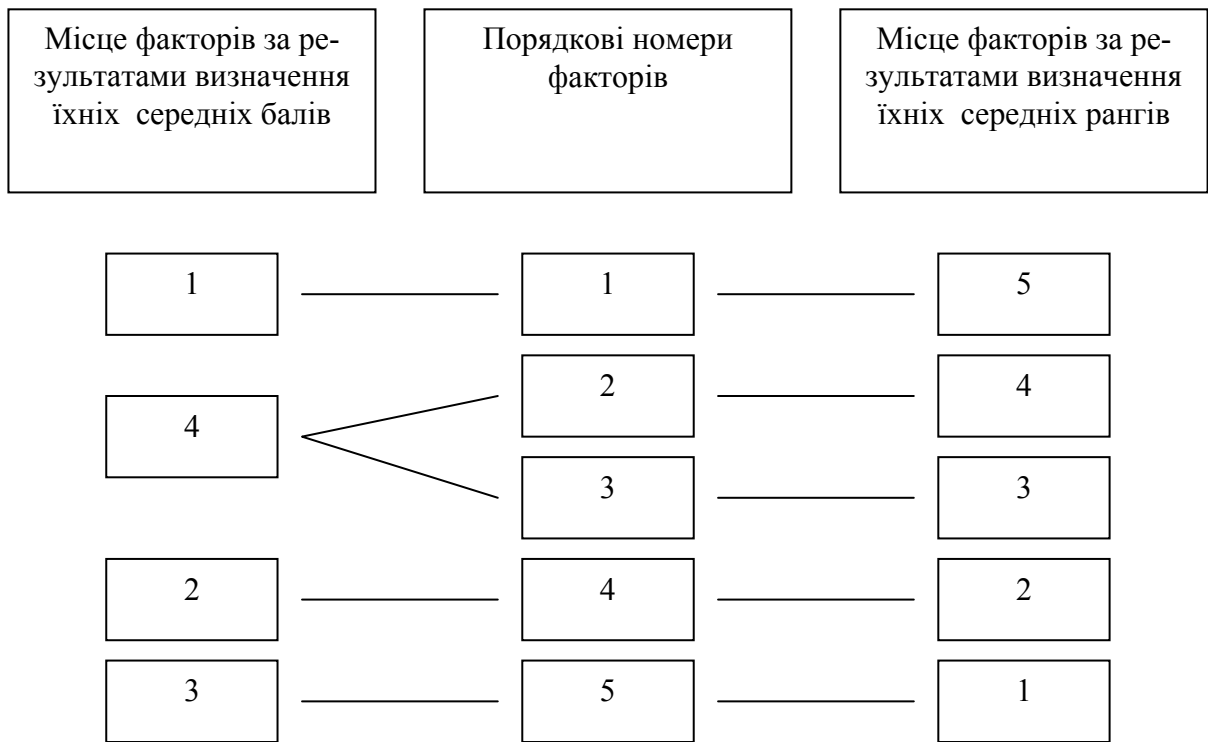 Місце факторів за ре-
зультатами визначення
їхніх середніх балів
Порядкові номери
факторів
Місце факторів за ре-
зультатами визначення
їхніх середніх рангів
1
1
5
2
4
4
3
3
2
4
2
3
5
1